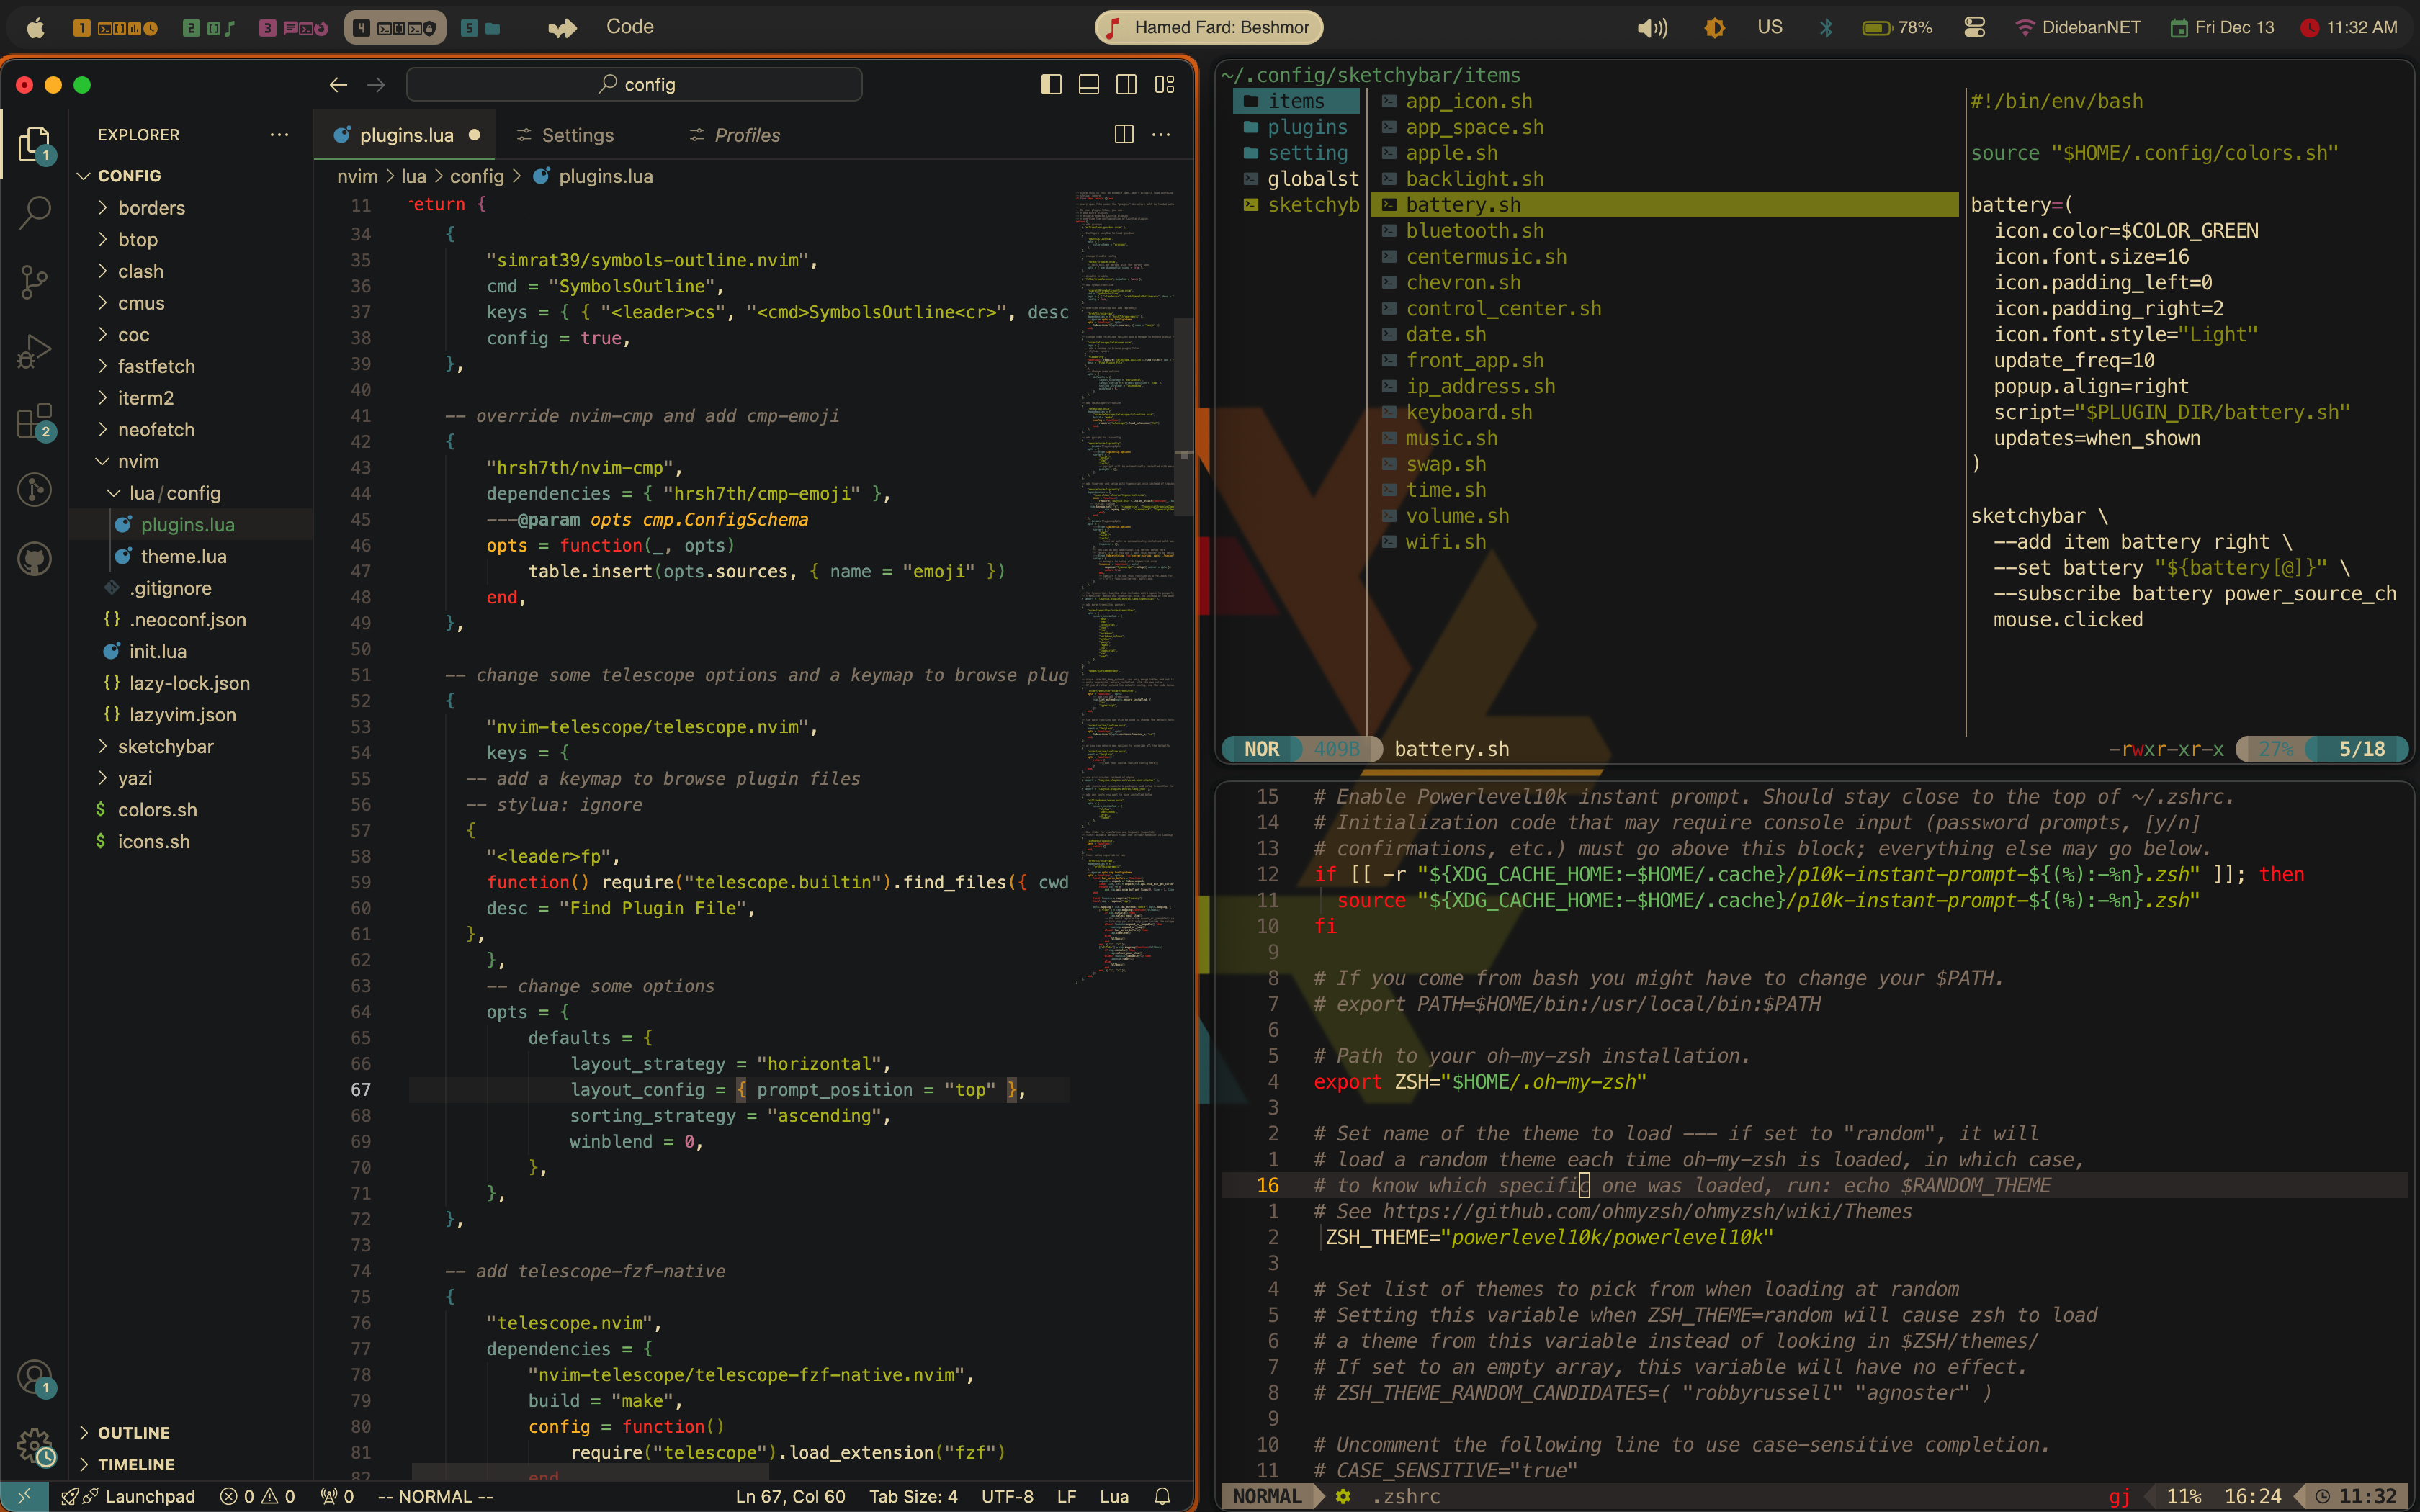 1
2
3
4
5
Code
Hamed Fard: Beshmor
US
78%
DidebanNET
Fri Dec 13
11:32 AM
config
EXPLORER
plugins.lua
Settings
Profiles
nvim > lua > config > plugins.lua
1
2
1
CONFIG
borders
btop
clash
cmus
coc
fastfetch
iterm2
neofetch
nvim
lua/config
plugins.lua
theme.lua
.gitignore
{} .neoconf.json
init.lua
{} lazy-lock.json
{} lazyvim.json
sketchybar
yazi
$ colors.sh
$ icons.sh
OUTLINE
TIMELINE
11 return {
34 {
35 "simrat39/symbols-outline.nvim",
36 cmd = "SymbolsOutline",
37 keys = { { "<leader>cs", "<cmd>SymbolsOutline<cr>", desc
38 config = true,
39 },
40
41 -- override nvim-cmp and add cmp-emoji
42 {
43 "hrsh7th/nvim-cmp",
44 dependencies = { "hrsh7th/cmp-emoji" },
45 ---@param opts cmp.ConfigSchema
46 opts = function(_, opts)
47 table.insert(opts.sources, { name = "emoji" })
48 end,
49 },
50
51 -- change some telescope options and a keymap to browse plug
52 {
53 "nvim-telescope/telescope.nvim",
54 keys = {
55 -- add a keymap to browse plugin files
56 -- stylua: ignore
57 {
58 "<leader>fp",
59 function() require("telescope.builtin").find_files({ cwd
60 desc = "Find Plugin File",
61 },
62 },
63 -- change some options
64 opts = {
65 defaults = {
66 layout_strategy = "horizontal",
67 layout_config = { prompt_position = "top" },
68 sorting_strategy = "ascending",
69 winblend = 0,
70 },
71 },
72 },
73
74 -- add telescope-fzf-native
75 {
76 "telescope.nvim",
77 dependencies = {
78 "nvim-telescope/telescope-fzf-native.nvim",
79 build = "make",
80 config = function()
81 require("telescope").load_extension("fzf")
82 end
Launchpad
0 0
0
-- NORMAL --
Ln 67, Col 60
Tab Size: 4
UTF-8
LF
Lua
~/.config/sketchybar/items
items
plugins
setting
globalst
sketchyb
app_icon.sh
app_space.sh
apple.sh
backlight.sh
battery.sh
bluetooth.sh
centermusic.sh
chevron.sh
control_center.sh
date.sh
front_app.sh
ip_address.sh
keyboard.sh
music.sh
swap.sh
time.sh
volume.sh
wifi.sh
#!/bin/env/bash
source "$HOME/.config/colors.sh"
battery=(
icon.color=$COLOR_GREEN
icon.font.size=16
icon.padding_left=0
icon.padding_right=2
icon.font.style="Light"
update_freq=10
popup.align=right
script="$PLUGIN_DIR/battery.sh"
updates=when_shown
)
sketchybar \
--add item battery right \
--set battery "${battery[@]}" \
--subscribe battery power_source_ch
mouse.clicked
NOR 409B battery.sh
-rwxr-xr-x 27% 5/18
15 # Enable Powerlevel10k instant prompt. Should stay close to the top of ~/.zshrc.
14 # Initialization code that may require console input (password prompts, [y/n]
13 # confirmations, etc.) must go above this block; everything else may go below.
12 if [[ -r "${XDG_CACHE_HOME:-$HOME/.cache}/p10k-instant-prompt-${(%):-%n}.zsh" ]]; then
11 source "${XDG_CACHE_HOME:-$HOME/.cache}/p10k-instant-prompt-${(%):-%n}.zsh"
10 fi
9
8 # If you come from bash you might have to change your $PATH.
7 # export PATH=$HOME/bin:/usr/local/bin:$PATH
6
5 # Path to your oh-my-zsh installation.
4 export ZSH="$HOME/.oh-my-zsh"
3
2 # Set name of the theme to load --- if set to "random", it will
1 # load a random theme each time oh-my-zsh is loaded, in which case,
16 # to know which specific one was loaded, run: echo $RANDOM_THEME
1 # See https://github.com/ohmyzsh/ohmyzsh/wiki/Themes
2 ZSH_THEME="powerlevel10k/powerlevel10k"
3
4 # Set list of themes to pick from when loading at random
5 # Setting this variable when ZSH_THEME=random will cause zsh to load
6 # a theme from this variable instead of looking in $ZSH/themes/
7 # If set to an empty array, this variable will have no effect.
8 # ZSH_THEME_RANDOM_CANDIDATES=( "robbyrussell" "agnoster" )
9
10 # Uncomment the following line to use case-sensitive completion.
11 # CASE_SENSITIVE="true"
NORMAL .zshrc
gj 11% 16:24 11:32